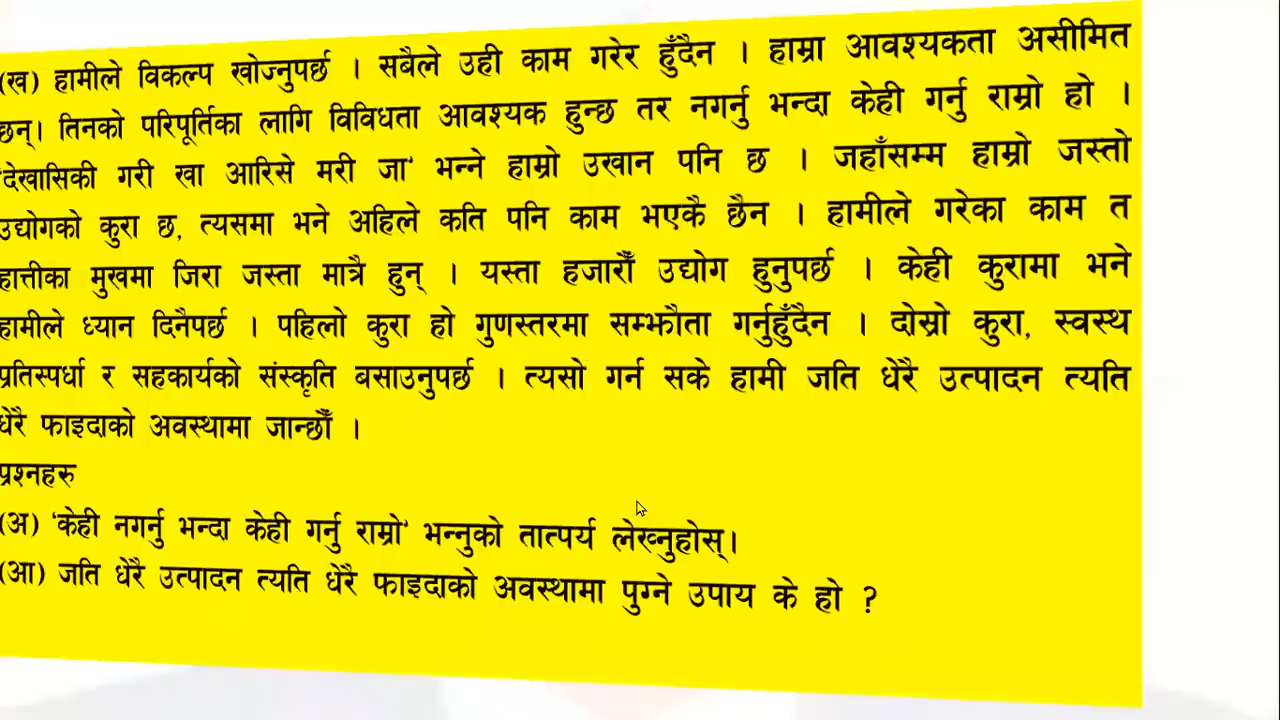 (ख) हामीले विकल्प खोज्नुपर्छ । सबैले उही काम गरेर हुँदैन । हाम्रा आवश्यकता असीमित
छन्। तिनको परिपूर्तिका लागि विविधता आवश्यक हुन्छ तर नगर्नु भन्दा केही गर्नु राम्रो हो ।
'देखासिकी गरी खा आरिसे मरी जा' भन्ने हाम्रो उखान पनि छ । जहाँसम्म हाम्रो जस्तो
उद्योगको कुरा छ, त्यसमा भने अहिले कति पनि काम भएकै छैन । हामीले गरेका काम त
हात्तीका मुखमा जिरा जस्ता मात्रै हुन् । यस्ता हजारौँ उद्योग हुनुपर्छ । केही कुरामा भने
हामीले ध्यान दिनैपर्छ । पहिलो कुरा हो गुणस्तरमा सम्झौता गर्नुहुँदैन । दोस्रो कुरा, स्वस्थ
प्रतिस्पर्धा र सहकार्यको संस्कृति बसाउनुपर्छ । त्यसो गर्न सके हामी जति धेरै उत्पादन त्यति
धेरै फाइदाको अवस्थामा जान्छौँ ।
प्रश्नहरु
(अ) 'केही नगर्नु भन्दा केही गर्नु राम्रो' भन्नुको तात्पर्य लेख्नुहोस्।
(आ) जति धेरै उत्पादन त्यति धेरै फाइदाको अवस्थामा पुग्ने उपाय के हो ?